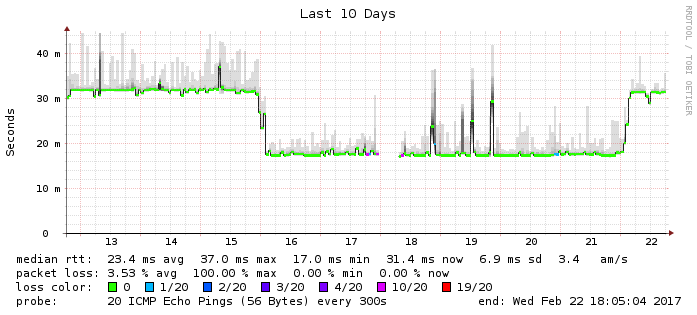 Last 10 Days
RRDTOOL / TOBI OETIKER
Seconds
40 m
30 m
20 m
10 m
0
13 14 15 16 17 18 19 20 21 22
median rtt: 23.4 ms avg 37.0 ms max 17.0 ms min 31.4 ms now 6.9 ms sd 3.4 am/s
packet loss: 3.53 % avg 100.00 % max 0.00 % min 0.00 % now
loss color: 0 1/20 2/20 3/20 4/20 10/20 19/20
probe: 20 ICMP Echo Pings (56 Bytes) every 300s end: Wed Feb 22 18:05:04 2017